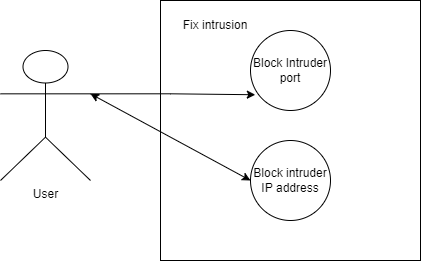 Fix intrusion
Block Intruder
port
Block intruder
IP address
User